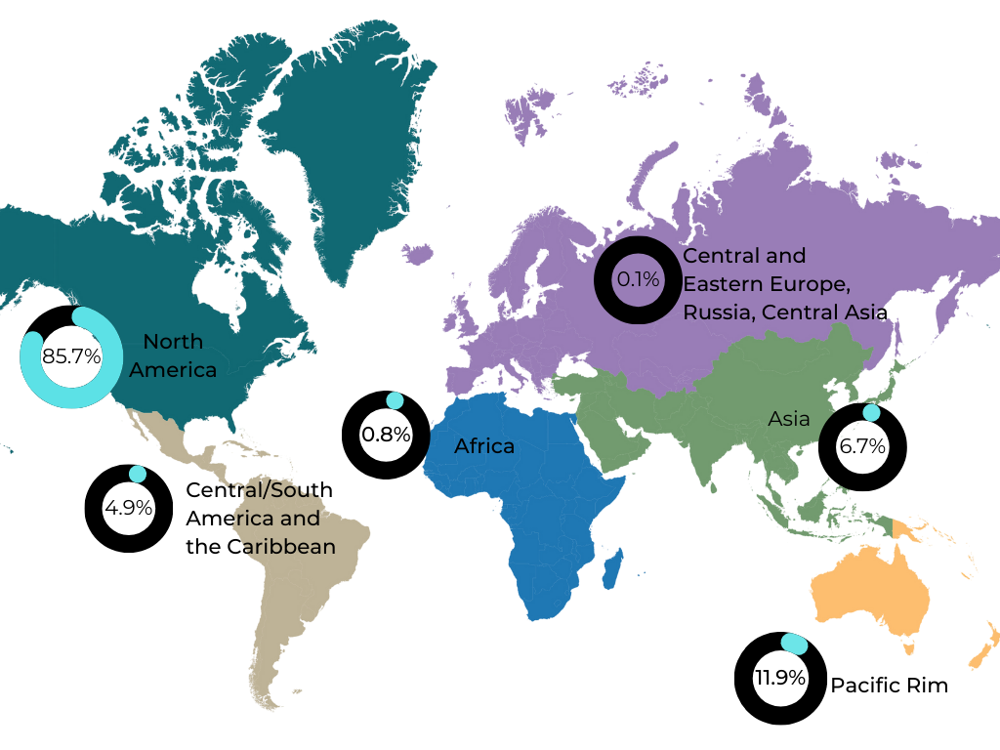 0.1%
Central and
Eastern Europe,
Russia, Central Asia
85.7%
North
America
0.8%
Africa
Asia
6.7%
4.9%
Central/South
America and
the Caribbean
11.9%
Pacific Rim